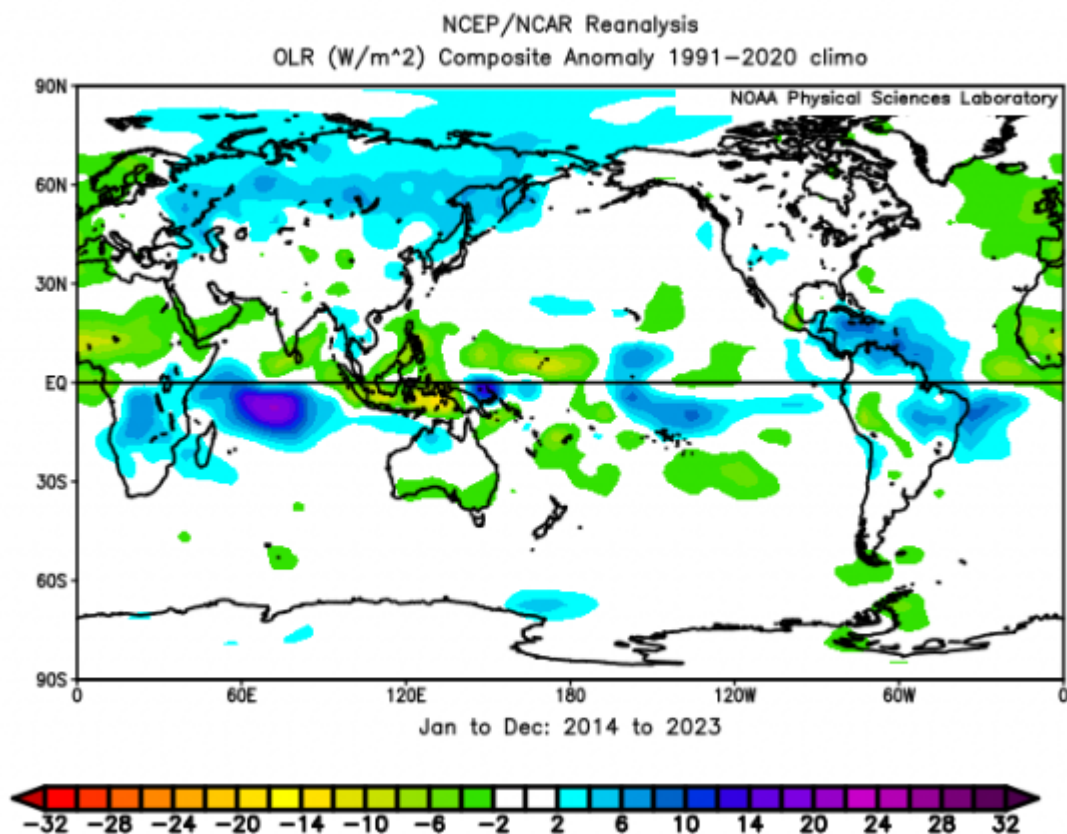 NCEP/NCAR Reanalysis
OLR (W/m^2) Composite Anomaly 1991-2020 climo
NOAA Physical Sciences Laboratory
90N
60N
30N
EQ
30S
60S
90S
0 60E 120E 180 120W 60W 0
Jan to Dec: 2014 to 2023
-32 -28 -24 -20 -14 -10 -6 -2 2 6 10 14 20 24 28 32